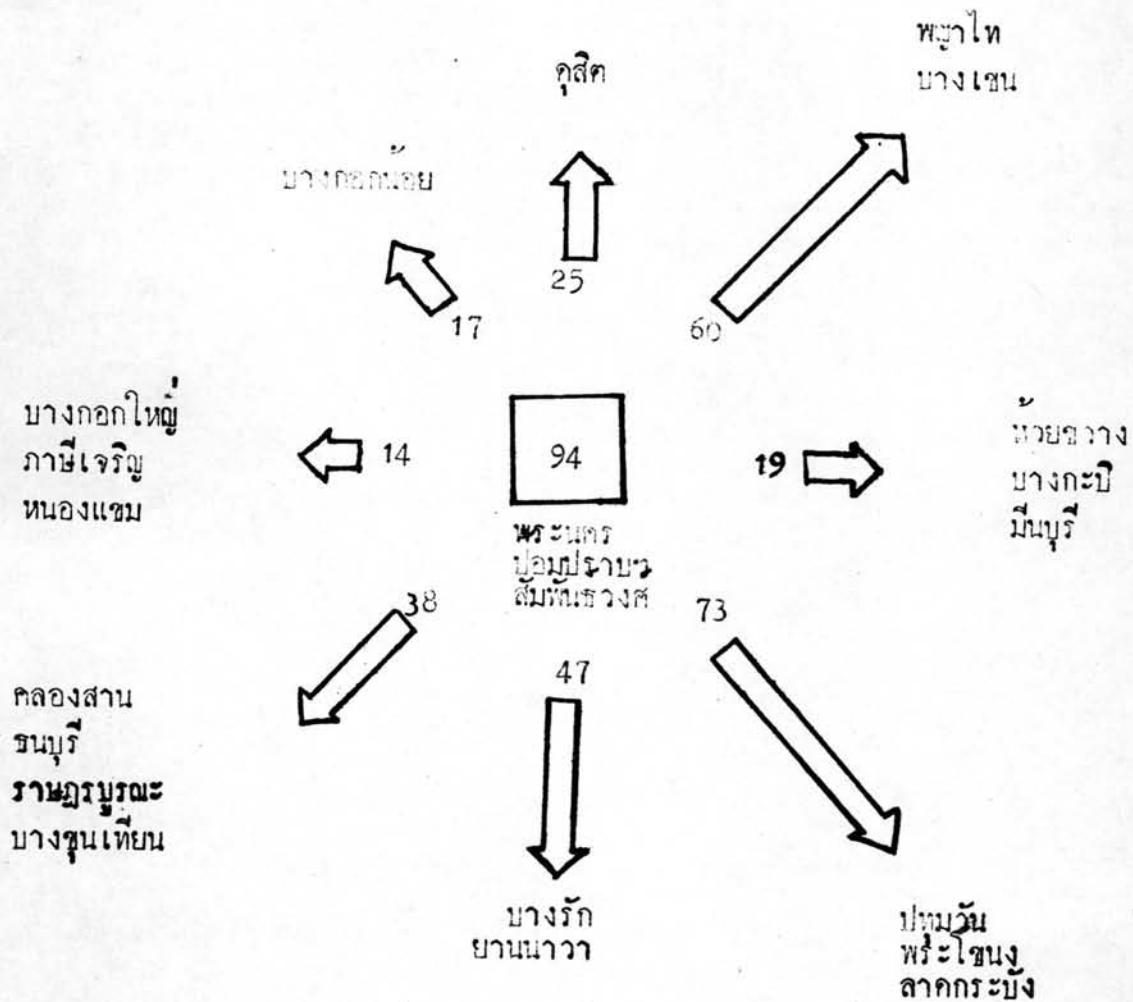 พญาไท
บางเขน
ดุสิต
บางกอกน้อย
25
17
60
บางกอกใหญ่
ภาษีเจริญ
หนองแขม
14
94
19
ห้วยขวาง
บางกะปิ
มีนบุรี
พระนคร
ป้อมปราบฯ
สัมพันธวงศ์
38
73
47
คลองสาน
ธนบุรี
ราษฎร์บูรณะ
บางขุนเทียน
บางรัก
ยานนาวา
ปทุมวัน
พระโขนง
ลาดกระบัง